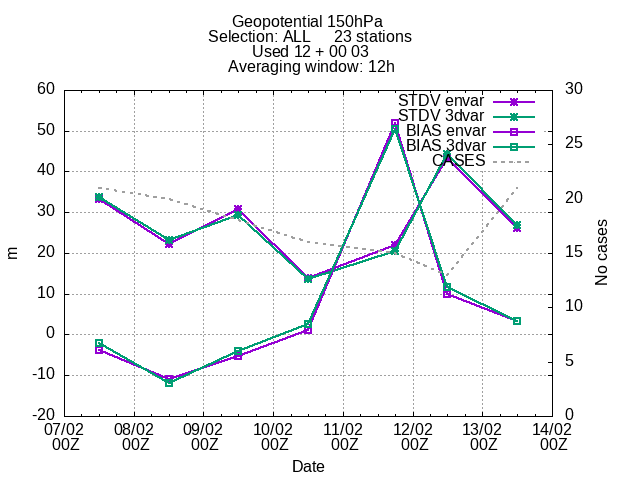 Geopotential 150hPa
Selection: ALL 23 stations
Used 12 + 00 03
Averaging window: 12h
60
50
40
30
20
10
0
-10
-20
m
30
25
20
15
10
5
0
No cases
STDV envar
STDV 3dvar
BIAS envar
BIAS 3dvar
CASES
07/02 08/02 09/02 10/02 11/02 12/02 13/02 14/02
00Z 00Z 00Z 00Z 00Z 00Z 00Z 00Z
Date